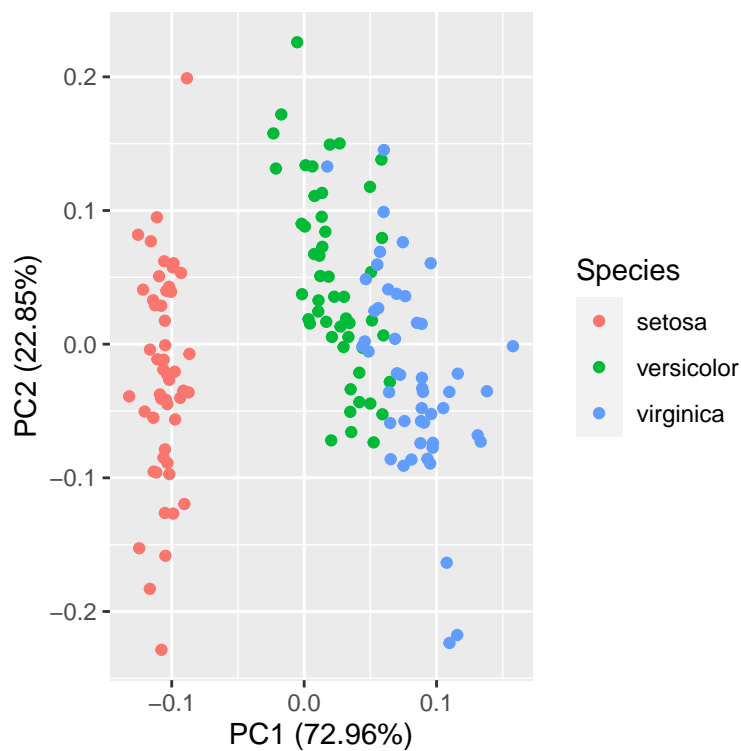 0.2
0.1
0.0
−0.1
−0.2
PC2 (22.85%)
−0.1 0.0 0.1
PC1 (72.96%)
Species
setosa
versicolor
virginica